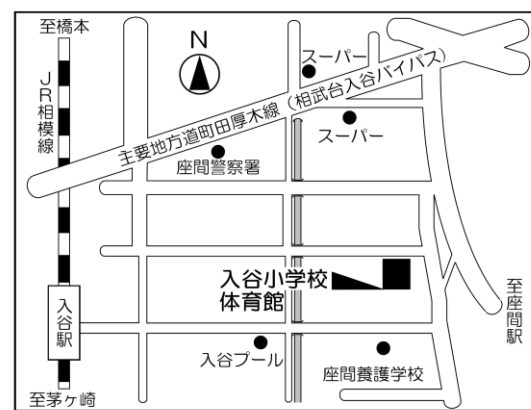 至橋本
N
JR相模線
スーパー
主要地方道町田厚木線（相武台入谷バイパス）
スーパー
座間警察署
入谷小学校
体育館
至座間駅
入谷駅
入谷プール
座間養護学校
至茅ヶ崎